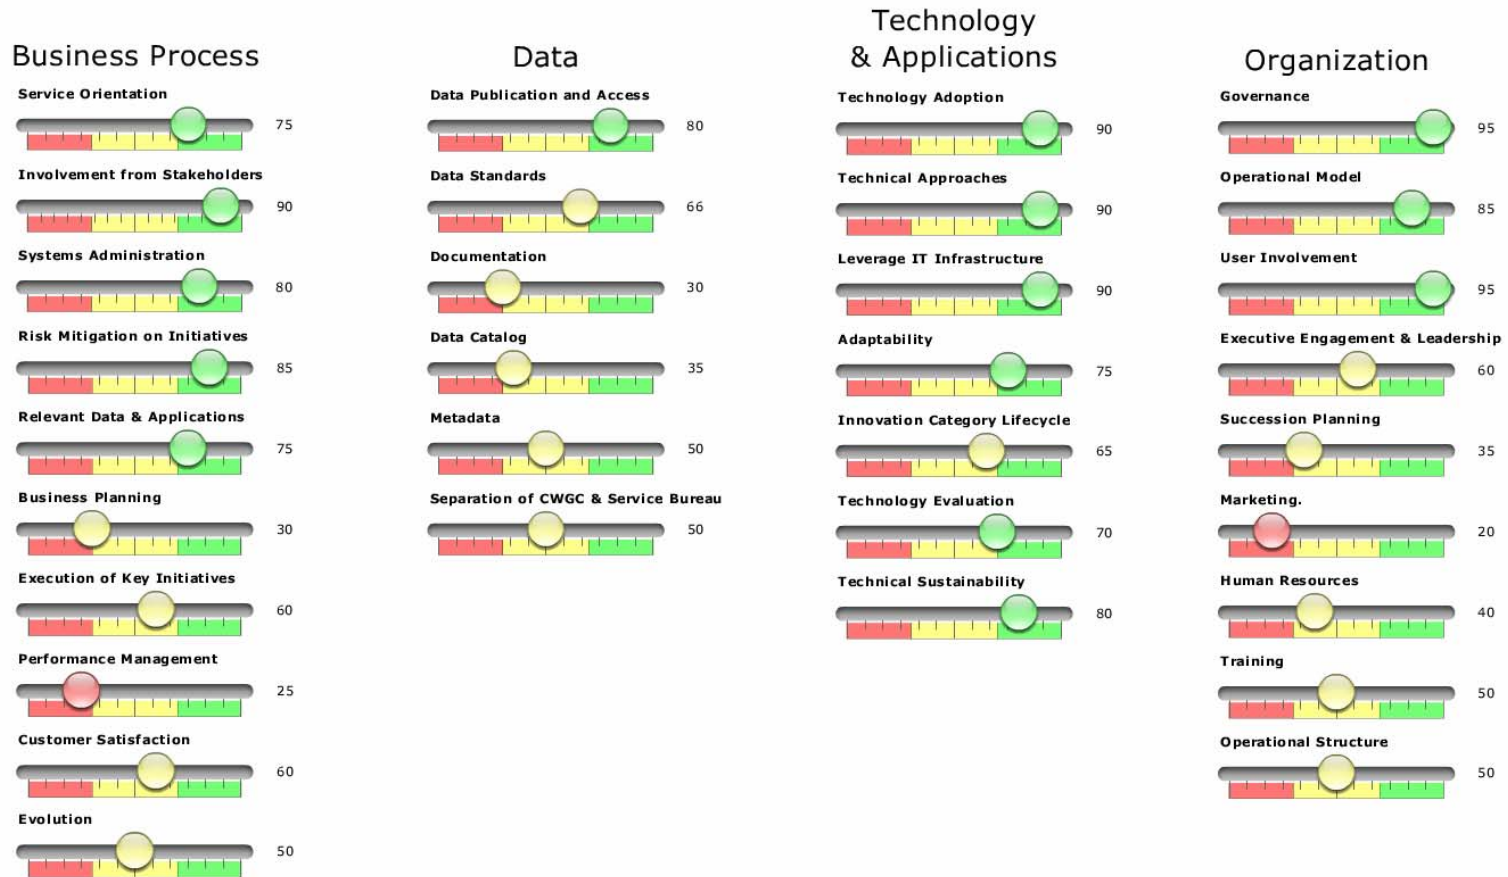 Business Process
Service Orientation
75
Involvement from Stakeholders
90
Systems Administration
80
Risk Mitigation on Initiatives
85
Relevant Data & Applications
75
Business Planning
30
Execution of Key Initiatives
60
Performance Management
25
Customer Satisfaction
60
Evolution
50
Data
Data Publication and Access
80
Data Standards
66
Documentation
30
Data Catalog
35
Metadata
50
Separation of CWGC & Service Bureau
50
Technology
& Applications
Technology Adoption
90
Technical Approaches
90
Leverage IT Infrastructure
90
Adaptability
75
Innovation Category Lifecycle
65
Technology Evaluation
70
Technical Sustainability
80
Organization
Governance
95
Operational Model
85
User Involvement
95
Executive Engagement & Leadership
60
Succession Planning
35
Marketing.
20
Human Resources
40
Training
50
Operational Structure
50